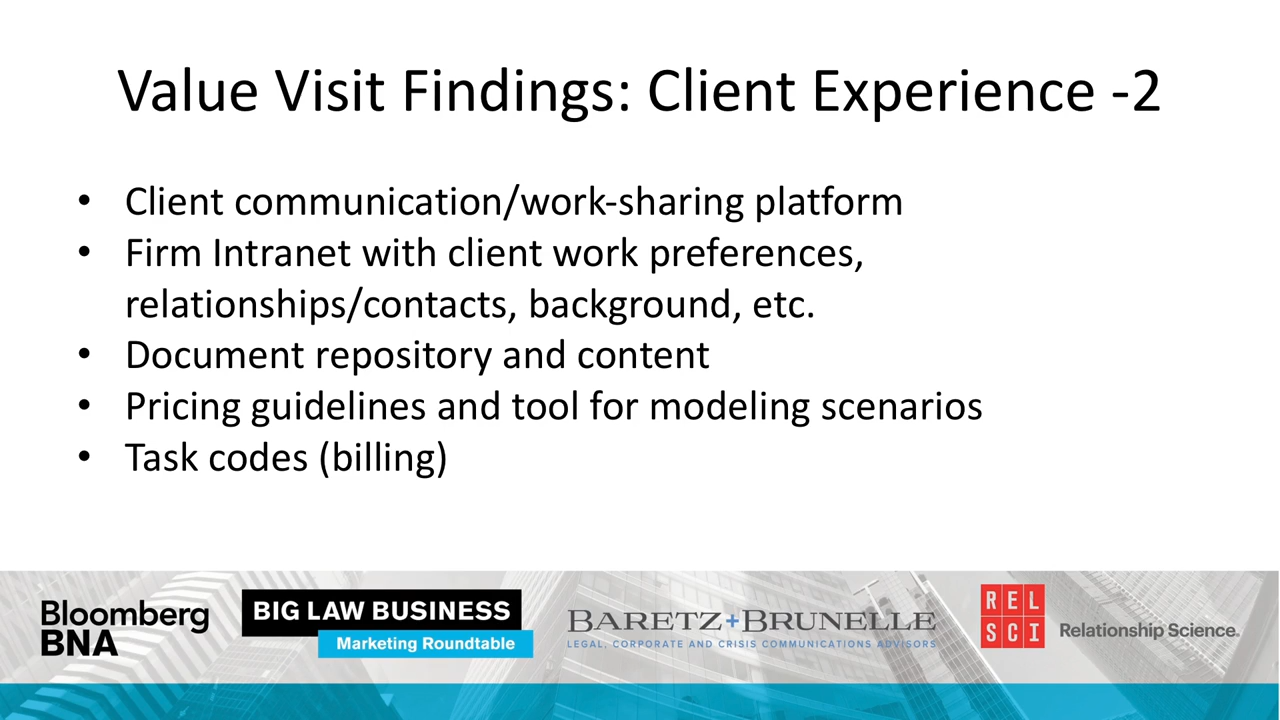 Value Visit Findings: Client Experience -2
• Client communication/work-sharing platform
• Firm Intranet with client work preferences,
relationships/contacts, background, etc.
• Document repository and content
• Pricing guidelines and tool for modeling scenarios
• Task codes (billing)
Bloomberg
BNA
BIG LAW BUSINESS
Marketing Roundtable
BARETZ+BRUNELLE
LEGAL, CORPORATE AND CRISIS COMMUNICATIONS ADVISORS
REL
SCI
Relationship Science.